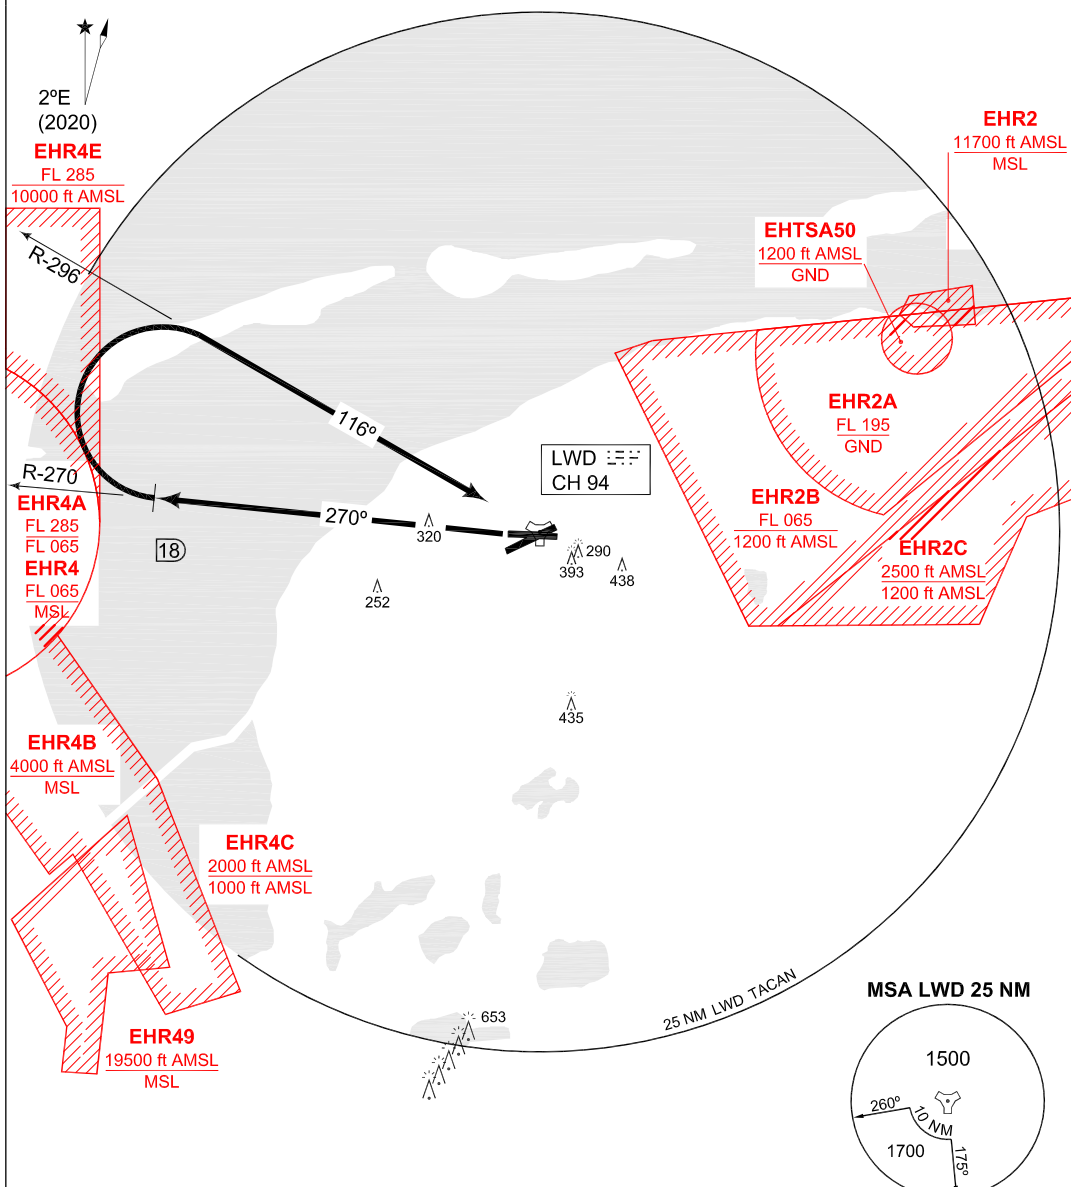 2ºE
(2020)
EHR4E
FL 285
10000 ft AMSL
R-296
EHR2
11700 ft AMSL
MSL
EHTSA50
1200 ft AMSL
GND
116º
EHR2A
FL 195
GND
LWD
CH 94
R-270
EHR4A
FL 285
FL 065
EHR4
FL 065
MSL
270º
320
18
252
290
393
438
EHR2B
FL 065
1200 ft AMSL
EHR2C
2500 ft AMSL
1200 ft AMSL
435
EHR4B
4000 ft AMSL
MSL
EHR4C
2000 ft AMSL
1000 ft AMSL
25 NM LWD TACAN
653
EHR49
19500 ft AMSL
MSL
MSA LWD 25 NM
1500
260º
10 NM
1700
175º